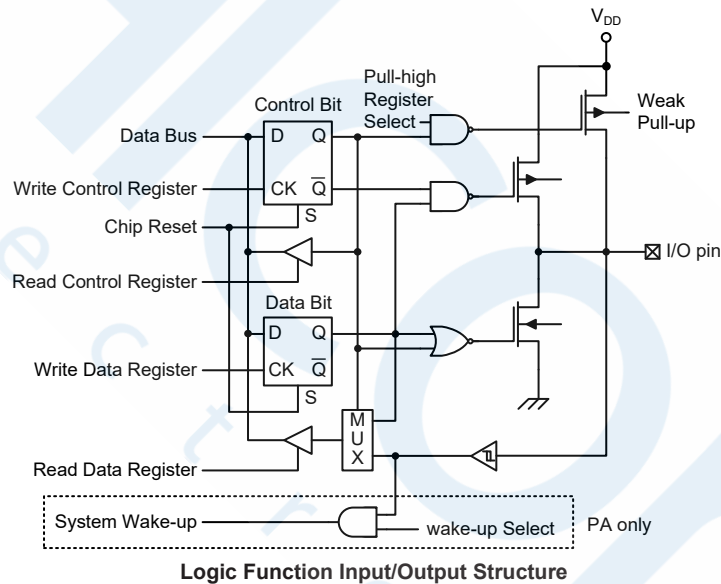 V_DD
Pull-high
Register
Select
Control Bit
Weak
Pull-up
Data Bus
D
Q
Write Control Register
CK
Q̅
Chip Reset
S
I/O pin
Read Control Register
Data Bit
D
Q
Write Data Register
CK
Q̅
S
M
U
X
Read Data Register
System Wake-up
wake-up Select
PA only
Logic Function Input/Output Structure